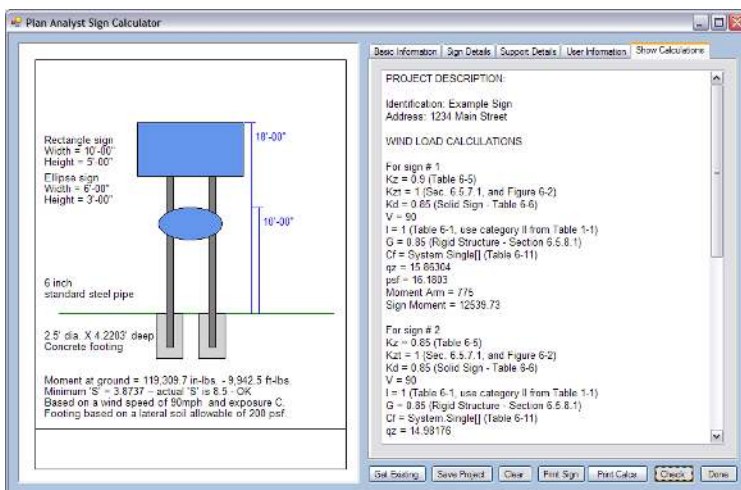 Plan Analyst Sign Calculator
Rectangle sign
Width = 10'-00"
Height = 5'-00"
Ellipse sign
Width = 6'-00"
Height = 3'-00"
18'-00"
10'-00"
6 inch
standard steel pipe
2.5' dia. X 4.2283' deep
Concrete footing
Moment at ground = 119,309.7 in-lbs. - 9,942.5 ft-lbs.
Minimum 'S' = 3.8737 -- actual 'S' is 8.5 - OK
Based on a wind speed of 90mph and exposure C.
Footing based on a lateral soil allowable of 200 psf.
Basic Information
Sign Details
Support Details
User Information
Show Calculations
PROJECT DESCRIPTION:
Identification: Example Sign
Address: 1234 Main Street
WIND LOAD CALCULATIONS
For sign # 1
Kz = 0.9 (Table 6-5)
Kzt = 1 (Sec. 6.5.7.1, and Figure 6-2)
Kd = 0.85 (Solid Sign - Table 6-6)
V = 90
I = 1 (Table 6-1, use category II from Table 1-1)
G = 0.85 (Rigid Structure - Section 6.5.8.1)
Cf = System.Single[] (Table 6-11)
qz = 15.86304
psf = 16.1803
Moment Arm = 775
Sign Moment = 12539.73
For sign # 2
Kz = 0.85 (Table 6-5)
Kzt = 1 (Sec. 6.5.7.1, and Figure 6-2)
Kd = 0.85 (Solid Sign - Table 6-6)
V = 90
I = 1 (Table 6-1, use category II from Table 1-1)
G = 0.85 (Rigid Structure - Section 6.5.8.1)
Cf = System.Single[] (Table 6-11)
qz = 14.98176
Get Existing
Save Project
Clear
Print Sign
Print Calcs
Check
Done